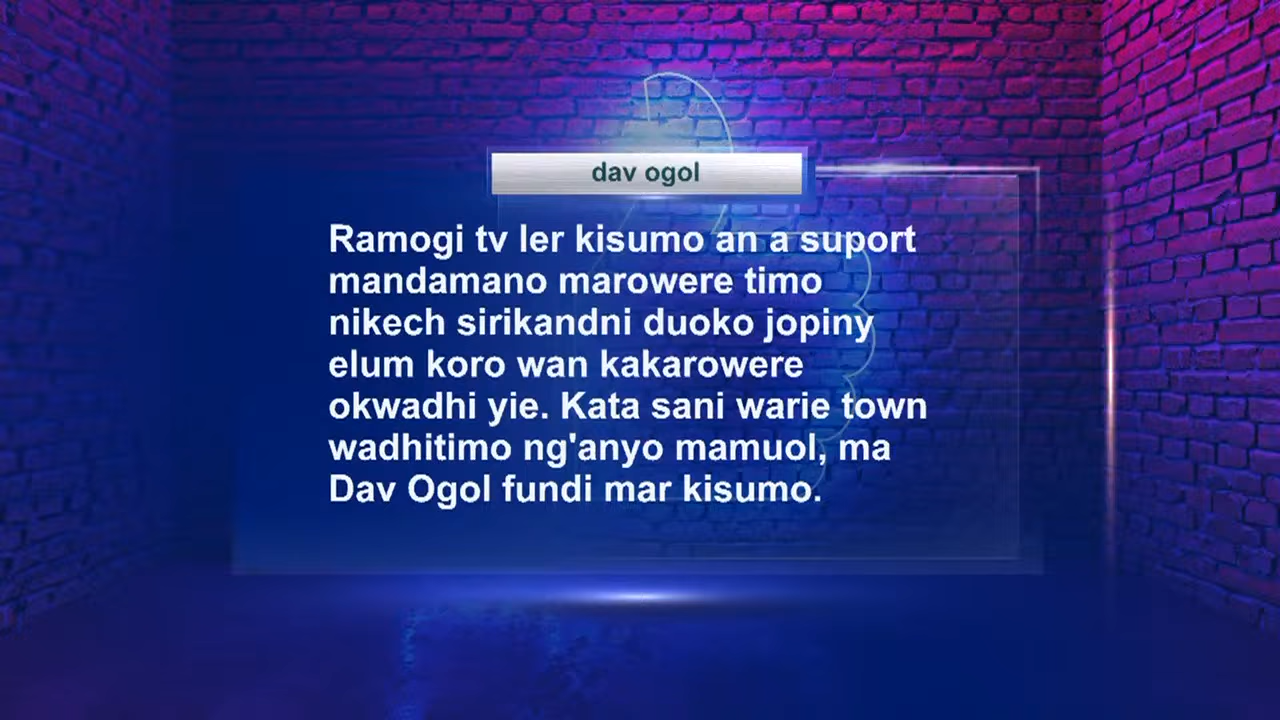 dav ogol
Ramogi tv ler kisumo an a suport
mandamano marowere timo
nikech sirikandni duoko jopiny
elum koro wan kakarowere
okwadhi yie. Kata sani warie town
wadhitimo ng'anyo mamuol, ma
Dav Ogol fundi mar kisumo.